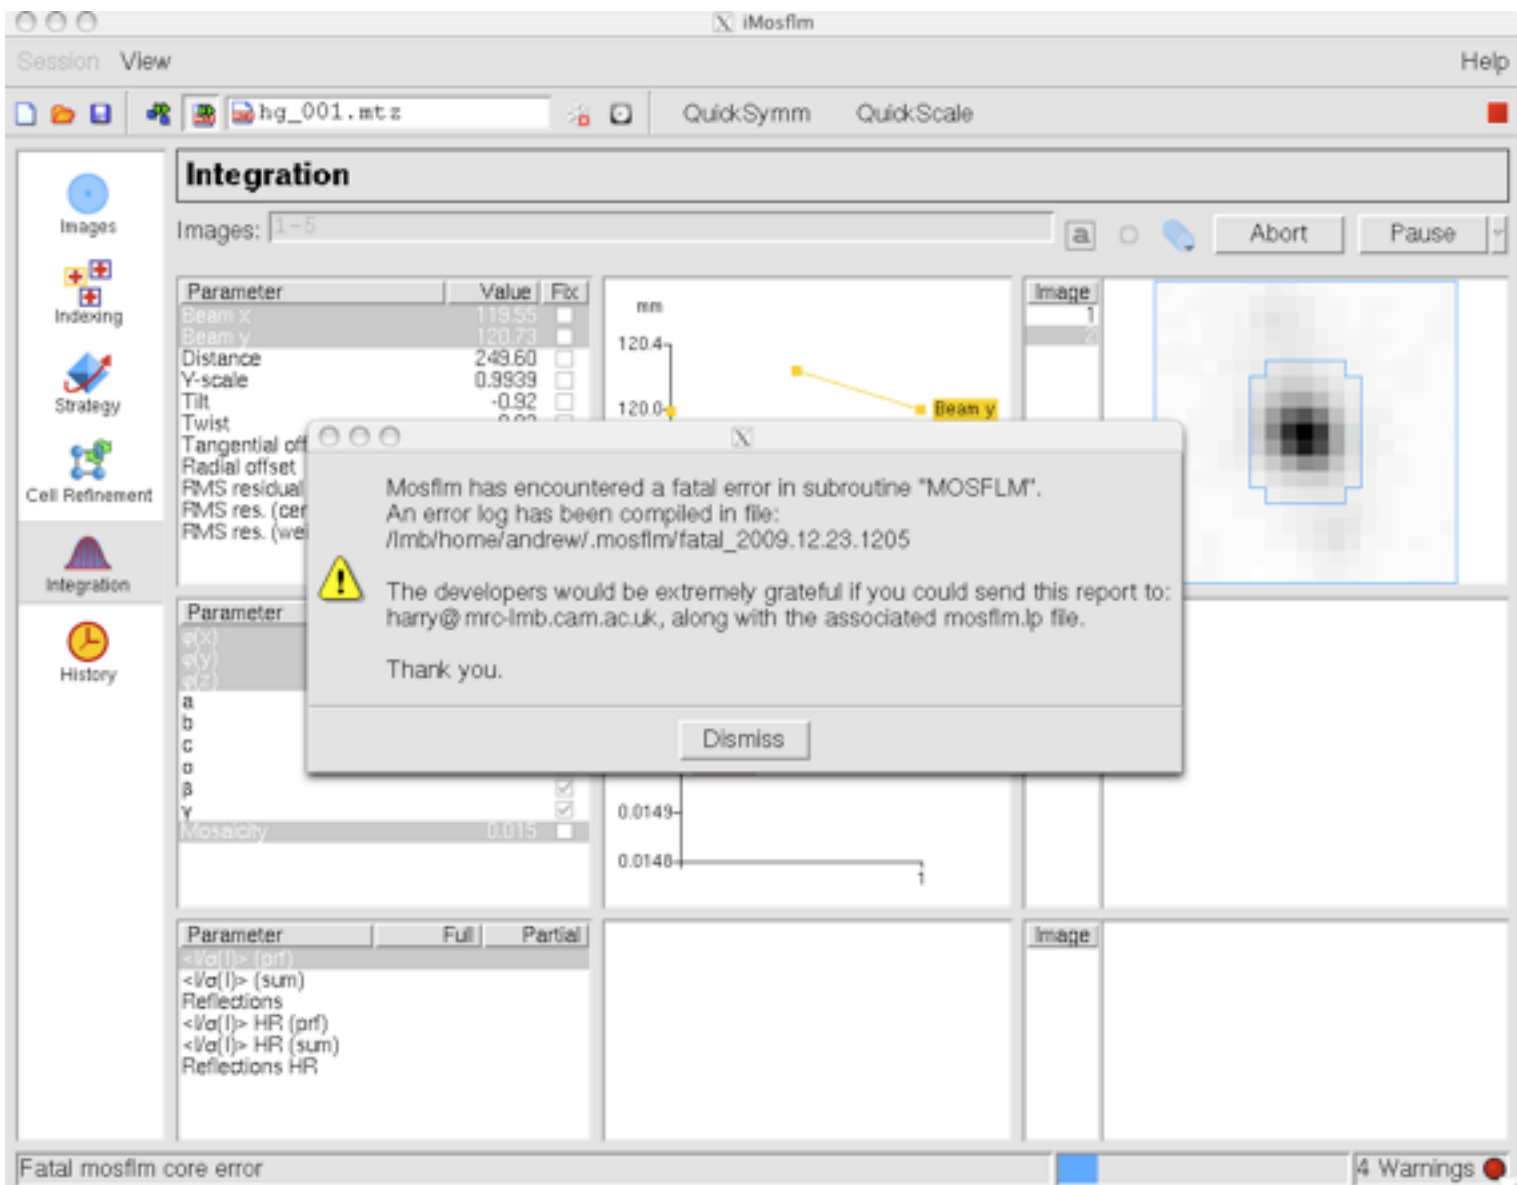 iMosflm
Session View Help
hg_001.mtz QuickSymm QuickScale
Integration
Images
Images: 1-5 a Abort Pause
Indexing
Strategy
Cell Refinement
Integration
History
Parameter Value Fix
Beam x 119.55
Beam y 120.73
Distance 249.60
Y-scale 0.9939
Tilt -0.92
Twist
Tangential off
Radial offset
RMS residual
RMS res. (cen
RMS res. (wei
mm
120.4
120.0
Beam y
Image
1
2
Mosflm has encountered a fatal error in subroutine "MOSFLM".
An error log has been compiled in file:
/lmb/home/andrew/.mosflm/fatal_2009.12.23.1205
The developers would be extremely grateful if you could send this report to:
harry@mrc-lmb.cam.ac.uk, along with the associated mosflm.lp file.
Thank you.
Dismiss
Parameter
φ(x)
φ(y)
φ(z)
a
b
c
α
β
γ
Mosaicity 0.015
0.0149
0.0148
1
Parameter Full Partial
<I/σ(I)> (prf)
<I/σ(I)> (sum)
Reflections
<I/σ(I)> HR (prf)
<I/σ(I)> HR (sum)
Reflections HR
Image
Fatal mosflm core error
4 Warnings